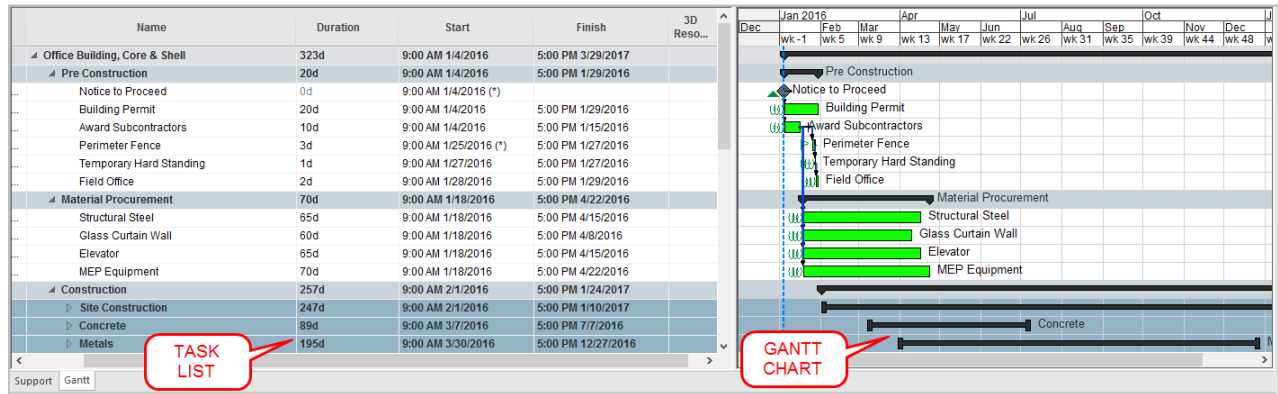 Name Duration Start Finish 3D Reso...
Office Building, Core & Shell 323d 9:00 AM 1/4/2016 5:00 PM 3/29/2017
Pre Construction 20d 9:00 AM 1/4/2016 5:00 PM 1/29/2016
... Notice to Proceed 0d 9:00 AM 1/4/2016 (*)
... Building Permit 20d 9:00 AM 1/4/2016 5:00 PM 1/29/2016
... Award Subcontractors 10d 9:00 AM 1/4/2016 5:00 PM 1/15/2016
... Perimeter Fence 3d 9:00 AM 1/25/2016 (*) 5:00 PM 1/27/2016
... Temporary Hard Standing 1d 9:00 AM 1/27/2016 5:00 PM 1/27/2016
... Field Office 2d 9:00 AM 1/28/2016 5:00 PM 1/29/2016
Material Procurement 70d 9:00 AM 1/18/2016 5:00 PM 4/22/2016
... Structural Steel 65d 9:00 AM 1/18/2016 5:00 PM 4/15/2016
... Glass Curtain Wall 60d 9:00 AM 1/18/2016 5:00 PM 4/8/2016
... Elevator 65d 9:00 AM 1/18/2016 5:00 PM 4/15/2016
... MEP Equipment 70d 9:00 AM 1/18/2016 5:00 PM 4/22/2016
Construction 257d 9:00 AM 2/1/2016 5:00 PM 1/24/2017
Site Construction 247d 9:00 AM 2/1/2016 5:00 PM 1/10/2017
Concrete 89d 9:00 AM 3/7/2016 5:00 PM 7/7/2016
Metals 195d 9:00 AM 3/30/2016 5:00 PM 12/27/2016
TASK
LIST
Support Gantt
Jan 2016 Apr Jul Oct J
Dec Feb Mar May Jun Aug Sep Nov Dec
wk -1 wk 5 wk 9 wk 13 wk 17 wk 22 wk 26 wk 31 wk 35 wk 39 wk 44 wk 48 w
Pre Construction
Notice to Proceed
Building Permit
Award Subcontractors
Perimeter Fence
Temporary Hard Standing
Field Office
Material Procurement
Structural Steel
Glass Curtain Wall
Elevator
MEP Equipment
Concrete
M
GANTT
CHART